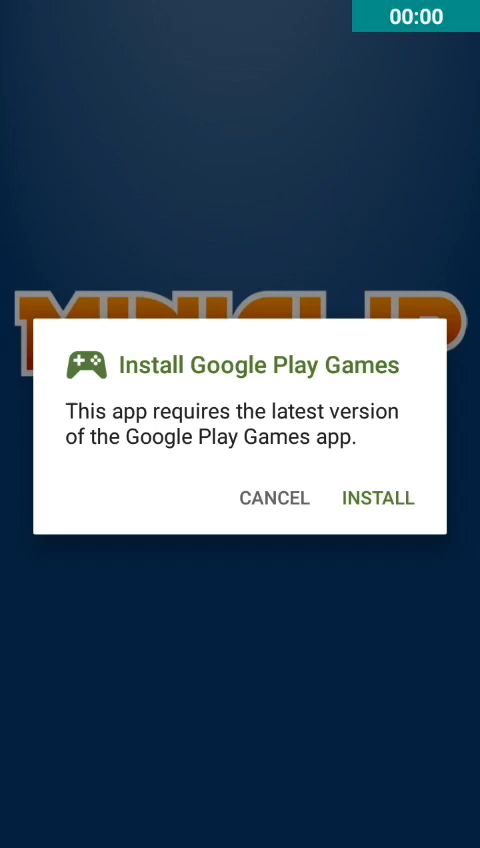 00:00
MINICLIP
Install Google Play Games
This app requires the latest version
of the Google Play Games app.
CANCEL INSTALL